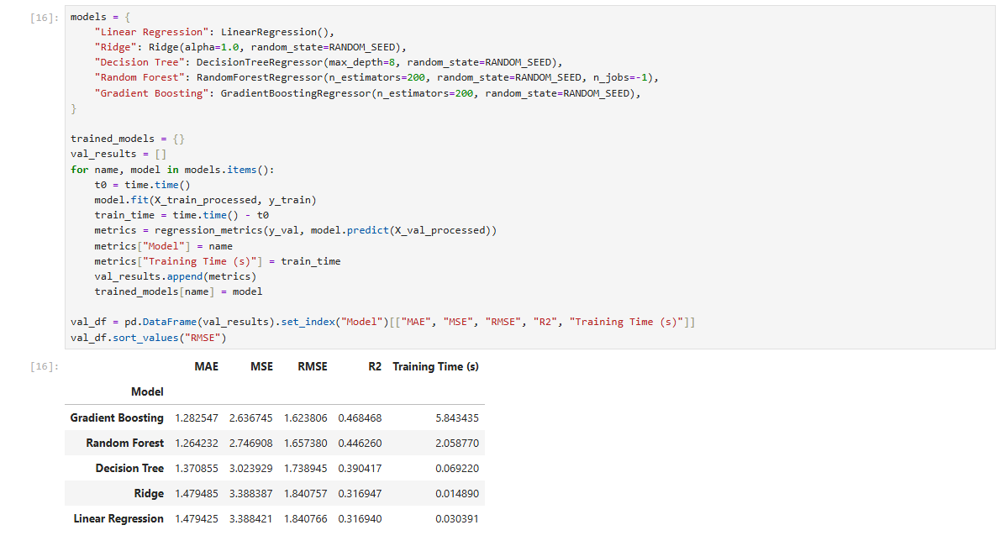 [16]:
models = {
    "Linear Regression": LinearRegression(),
    "Ridge": Ridge(alpha=1.0, random_state=RANDOM_SEED),
    "Decision Tree": DecisionTreeRegressor(max_depth=8, random_state=RANDOM_SEED),
    "Random Forest": RandomForestRegressor(n_estimators=200, random_state=RANDOM_SEED, n_jobs=-1),
    "Gradient Boosting": GradientBoostingRegressor(n_estimators=200, random_state=RANDOM_SEED),
}

trained_models = {}
val_results = []
for name, model in models.items():
    t0 = time.time()
    model.fit(X_train_processed, y_train)
    train_time = time.time() - t0
    metrics = regression_metrics(y_val, model.predict(X_val_processed))
    metrics["Model"] = name
    metrics["Training Time (s)"] = train_time
    val_results.append(metrics)
    trained_models[name] = model

val_df = pd.DataFrame(val_results).set_index("Model")[["MAE", "MSE", "RMSE", "R2", "Training Time (s)"]]
val_df.sort_values("RMSE")
[16]:
MAE MSE RMSE R2 Training Time (s)
Model
Gradient Boosting 1.282547 2.636745 1.623806 0.468468 5.843435
Random Forest 1.264232 2.746908 1.657380 0.446260 2.058770
Decision Tree 1.370855 3.023929 1.738945 0.390417 0.069220
Ridge 1.479485 3.388387 1.840757 0.316947 0.014890
Linear Regression 1.479425 3.388421 1.840766 0.316940 0.030391